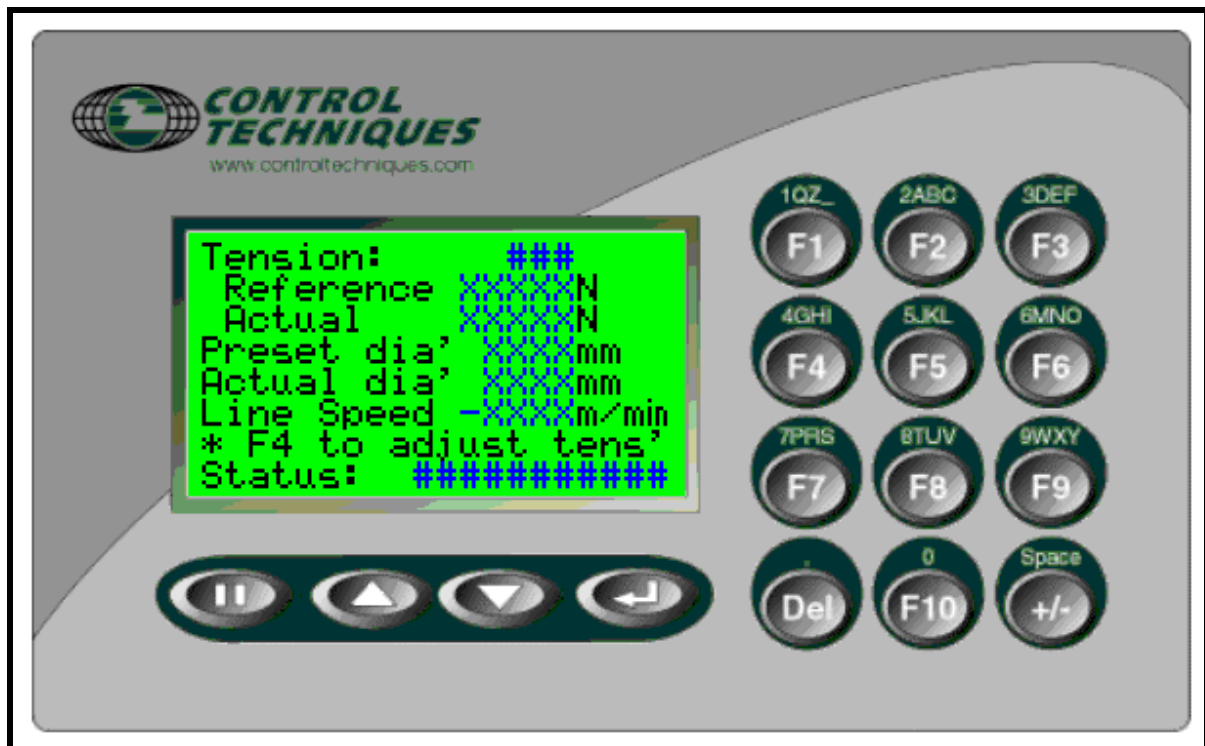 CONTROL
TECHNIQUES
www.controltechniques.com
Tension: ###
Reference XXXXXN
Actual XXXXXN
Preset dia' XXXXmm
Actual dia' XXXXmm
Line Speed -XXXXm/min
* F4 to adjust tens'
Status: ###########
1QZ_ 2ABC 3DEF
F1 F2 F3
4GHI 5JKL 6MNO
F4 F5 F6
7PRS 8TUV 9WXY
F7 F8 F9
. 0 Space
Del F10 +/-